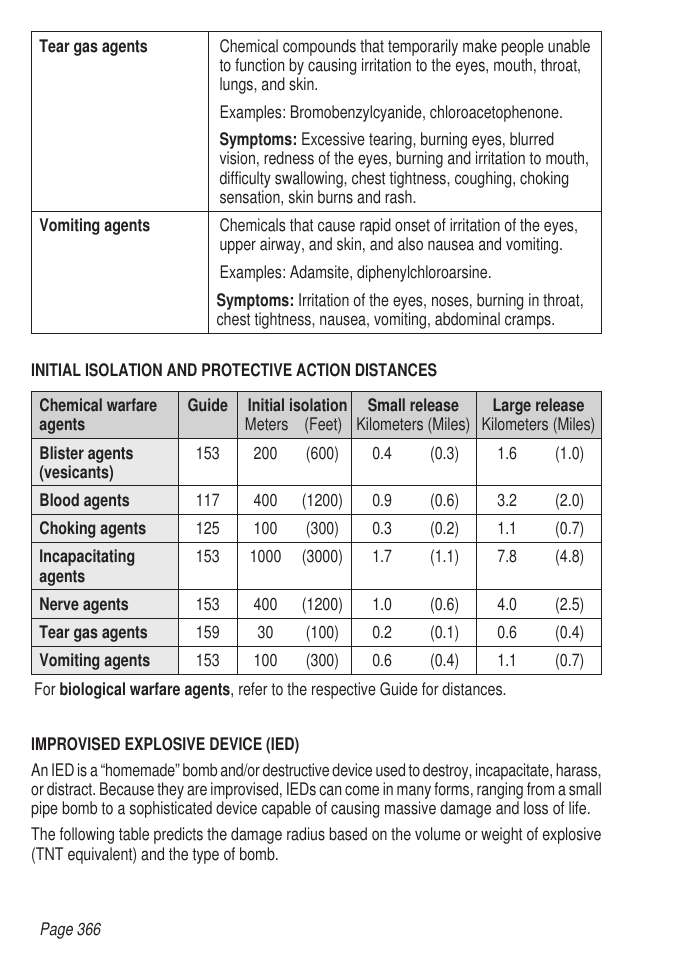 Tear gas agents
Chemical compounds that temporarily make people unable
to function by causing irritation to the eyes, mouth, throat,
lungs, and skin.
Examples: Bromobenzylcyanide, chloroacetophenone.
Symptoms: Excessive tearing, burning eyes, blurred
vision, redness of the eyes, burning and irritation to mouth,
difficulty swallowing, chest tightness, coughing, choking
sensation, skin burns and rash.
Vomiting agents
Chemicals that cause rapid onset of irritation of the eyes,
upper airway, and skin, and also nausea and vomiting.
Examples: Adamsite, diphenylchloroarsine.
Symptoms: Irritation of the eyes, noses, burning in throat,
chest tightness, nausea, vomiting, abdominal cramps.
INITIAL ISOLATION AND PROTECTIVE ACTION DISTANCES
Chemical warfare Guide Initial isolation Small release Large release
agents Meters (Feet) Kilometers (Miles) Kilometers (Miles)
Blister agents 153 200 (600) 0.4 (0.3) 1.6 (1.0)
(vesicants)
Blood agents 117 400 (1200) 0.9 (0.6) 3.2 (2.0)
Choking agents 125 100 (300) 0.3 (0.2) 1.1 (0.7)
Incapacitating 153 1000 (3000) 1.7 (1.1) 7.8 (4.8)
agents
Nerve agents 153 400 (1200) 1.0 (0.6) 4.0 (2.5)
Tear gas agents 159 30 (100) 0.2 (0.1) 0.6 (0.4)
Vomiting agents 153 100 (300) 0.6 (0.4) 1.1 (0.7)
For biological warfare agents, refer to the respective Guide for distances.
IMPROVISED EXPLOSIVE DEVICE (IED)
An IED is a “homemade” bomb and/or destructive device used to destroy, incapacitate, harass,
or distract. Because they are improvised, IEDs can come in many forms, ranging from a small
pipe bomb to a sophisticated device capable of causing massive damage and loss of life.
The following table predicts the damage radius based on the volume or weight of explosive
(TNT equivalent) and the type of bomb.
Page 366